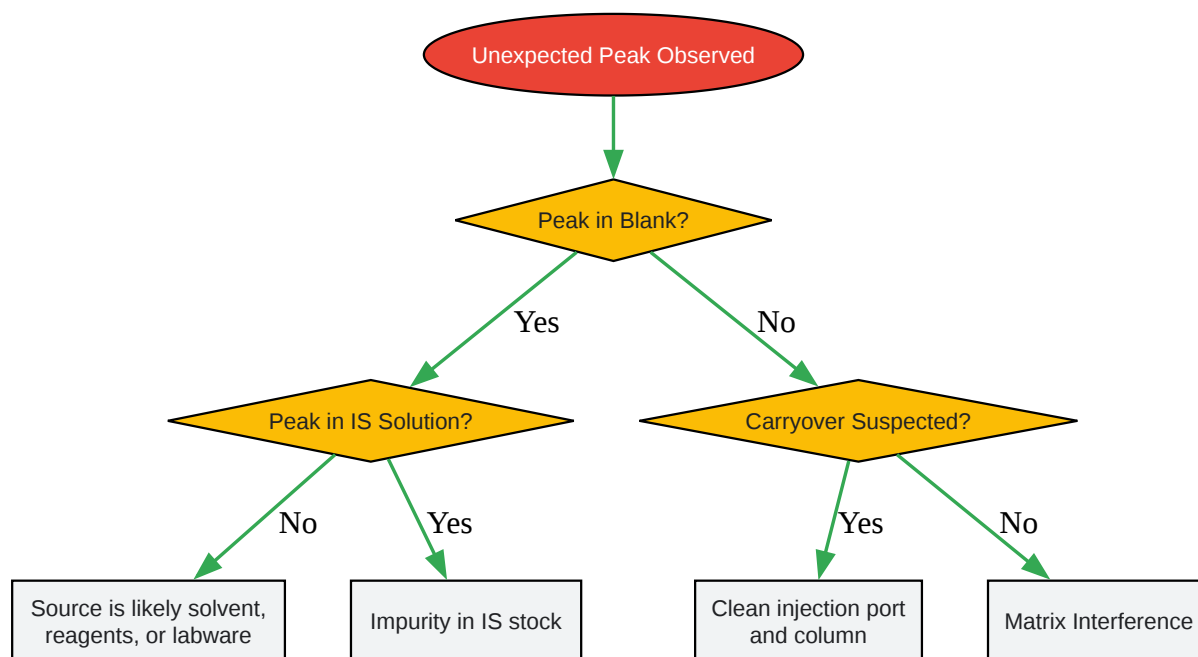 Unexpected Peak Observed
Peak in Blank?
Yes
No
Peak in IS Solution?
Carryover Suspected?
No
Yes
Yes
No
Source is likely solvent,
reagents, or labware
Impurity in IS stock
Clean injection port
and column
Matrix Interference